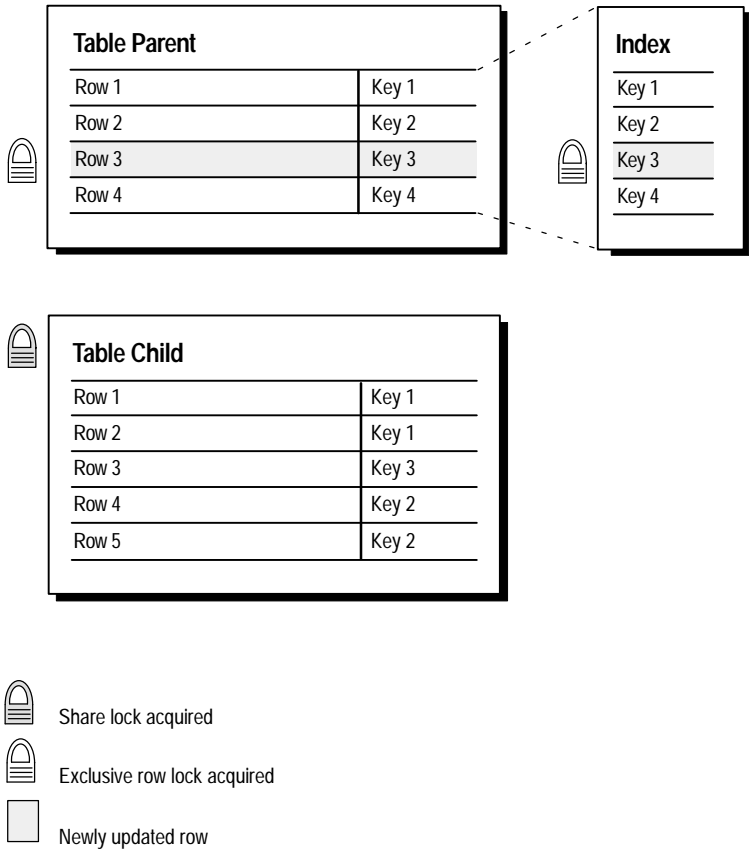 Table Parent
Row 1 Key 1
Row 2 Key 2
Row 3 Key 3
Row 4 Key 4
Index
Key 1
Key 2
Key 3
Key 4
Table Child
Row 1 Key 1
Row 2 Key 1
Row 3 Key 3
Row 4 Key 2
Row 5 Key 2
Share lock acquired
Exclusive row lock acquired
Newly updated row